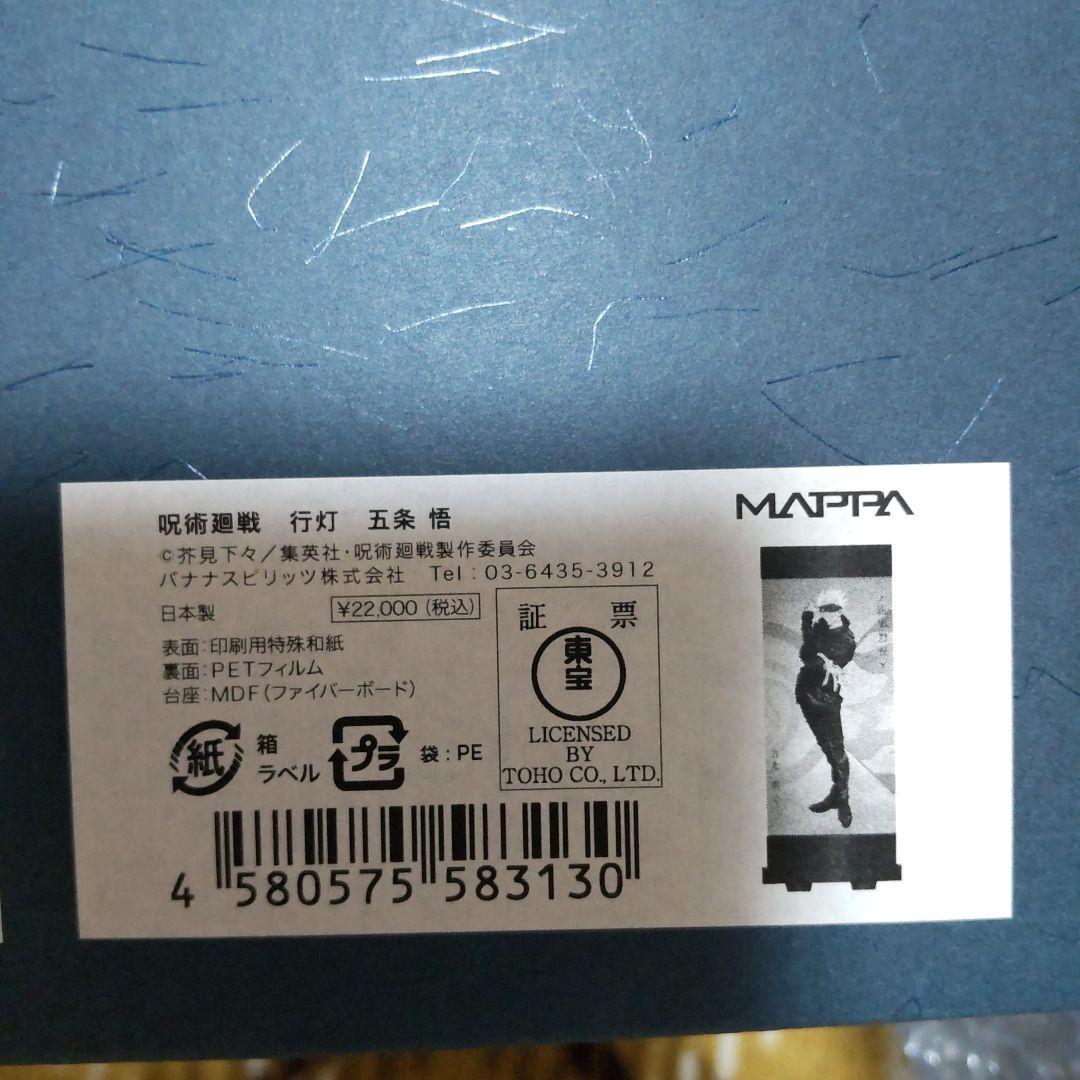 呪術廻戦　行灯　五条 悟
©芥見下々／集英社・呪術廻戦製作委員会
バナナスピリッツ株式会社　Tel：03-6435-3912
日本製　¥22,000（税込）
表面：印刷用特殊和紙
裏面：PETフィルム
台座：MDF（ファイバーボード）
紙　箱
ラベル
プラ　袋：PE
証　票
東宝
LICENSED
BY
TOHO CO., LTD.
4 580575 583130
MAPPA